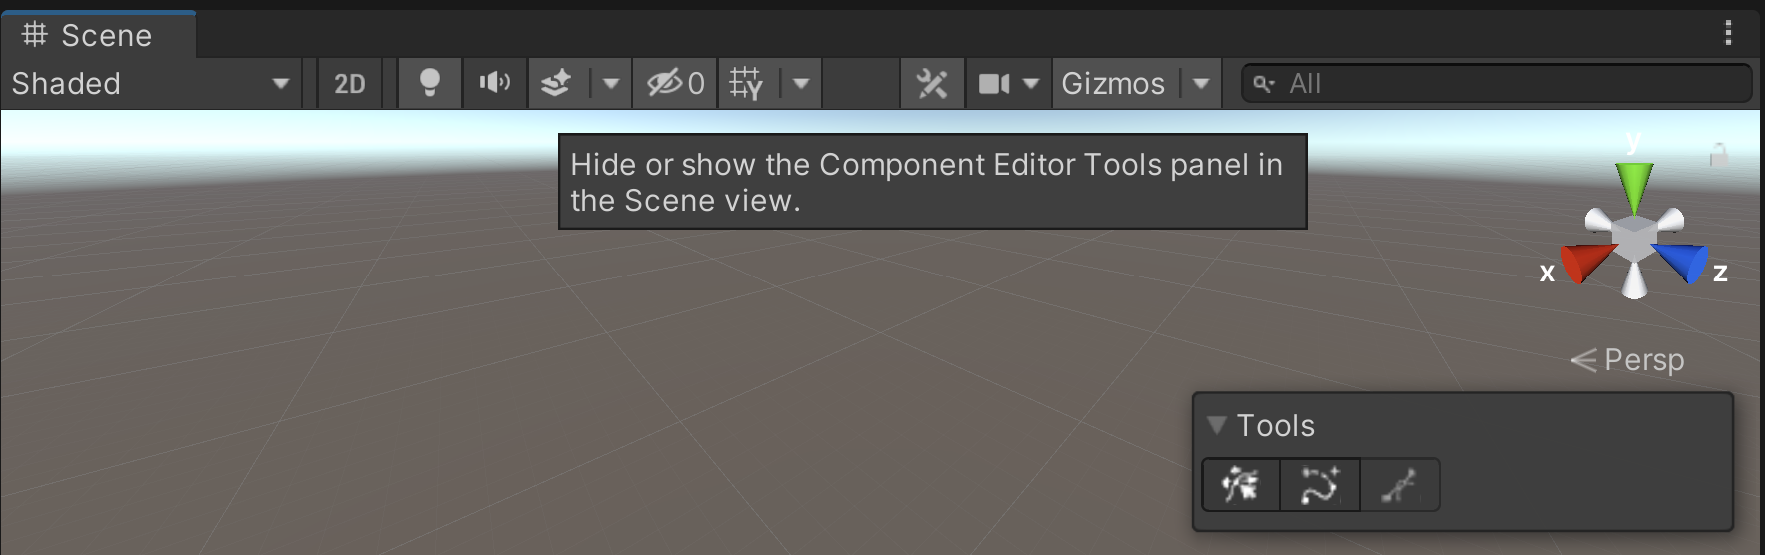 Scene
Shaded
2D
0
Y
Gizmos
All
Hide or show the Component Editor Tools panel in
the Scene view.
y
x
z
Persp
Tools